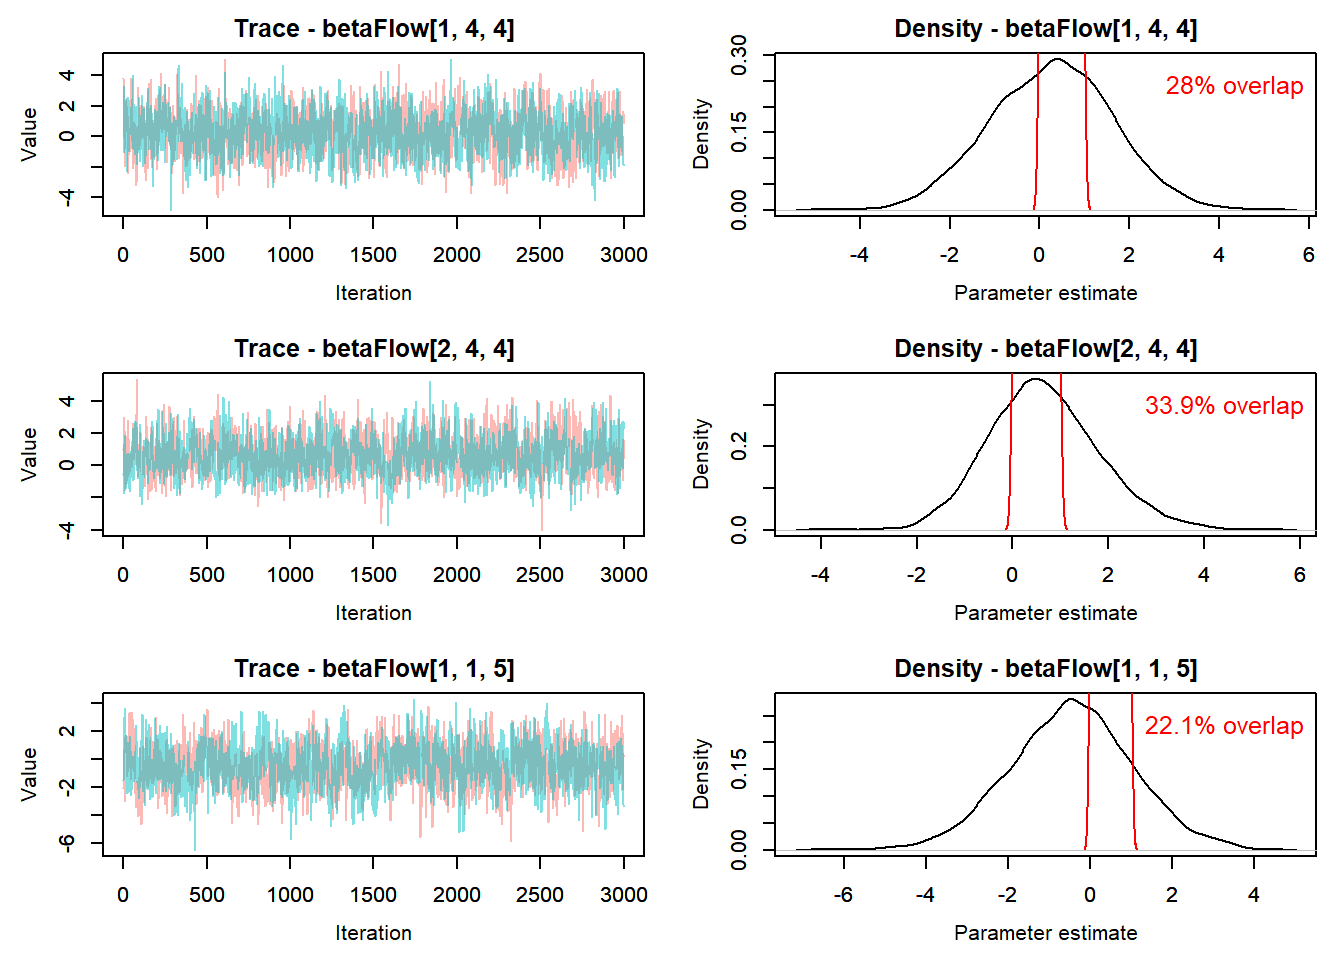 Trace - betaFlow[1, 4, 4]
Value
4
2
0
-4
0 500 1000 1500 2000 2500 3000
Iteration
Density - betaFlow[1, 4, 4]
Density
0.30
0.15
0.00
28% overlap
-4 -2 0 2 4 6
Parameter estimate
Trace - betaFlow[2, 4, 4]
Value
4
2
0
-4
0 500 1000 1500 2000 2500 3000
Iteration
Density - betaFlow[2, 4, 4]
Density
0.2
0.0
33.9% overlap
-4 -2 0 2 4 6
Parameter estimate
Trace - betaFlow[1, 1, 5]
Value
2
-2
-6
0 500 1000 1500 2000 2500 3000
Iteration
Density - betaFlow[1, 1, 5]
Density
0.15
0.00
22.1% overlap
-6 -4 -2 0 2 4
Parameter estimate